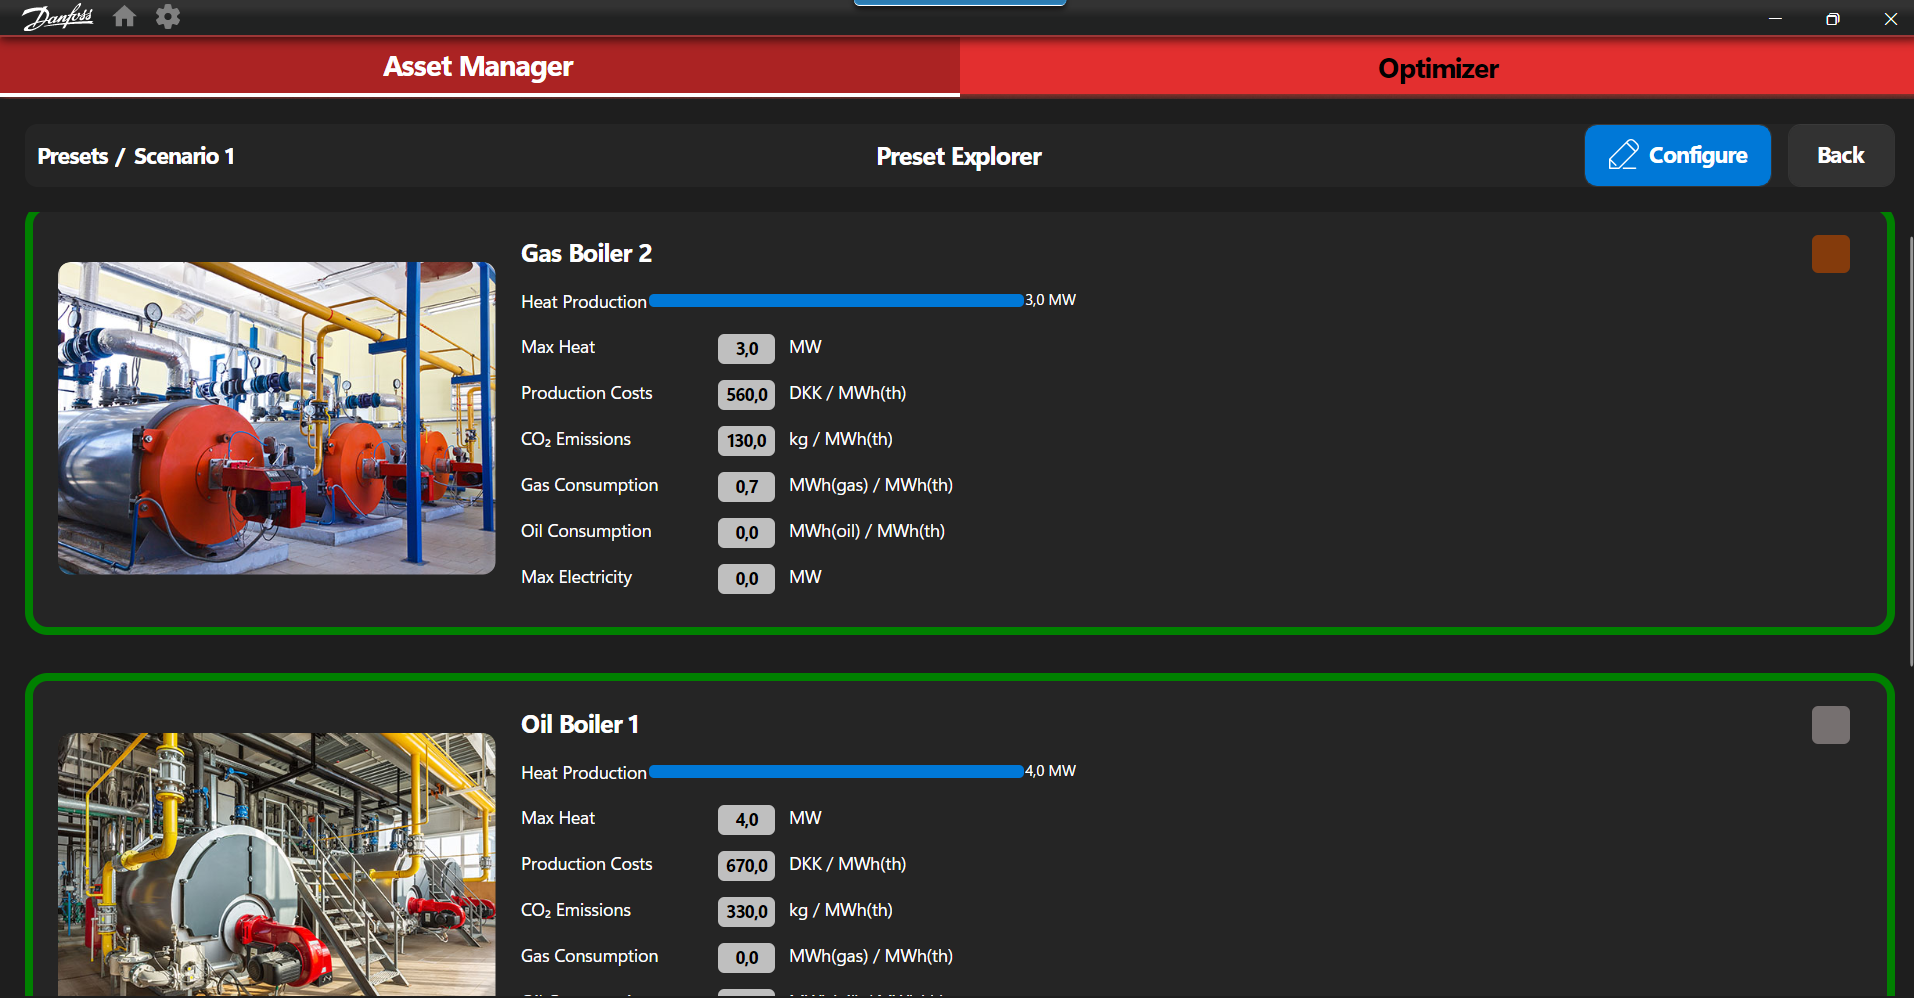 Danfoss
Asset Manager
Optimizer
Presets / Scenario 1
Preset Explorer
Configure
Back
Gas Boiler 2
Heat Production 3,0 MW
Max Heat 3,0 MW
Production Costs 560,0 DKK / MWh(th)
CO₂ Emissions 130,0 kg / MWh(th)
Gas Consumption 0,7 MWh(gas) / MWh(th)
Oil Consumption 0,0 MWh(oil) / MWh(th)
Max Electricity 0,0 MW
Oil Boiler 1
Heat Production 4,0 MW
Max Heat 4,0 MW
Production Costs 670,0 DKK / MWh(th)
CO₂ Emissions 330,0 kg / MWh(th)
Gas Consumption 0,0 MWh(gas) / MWh(th)